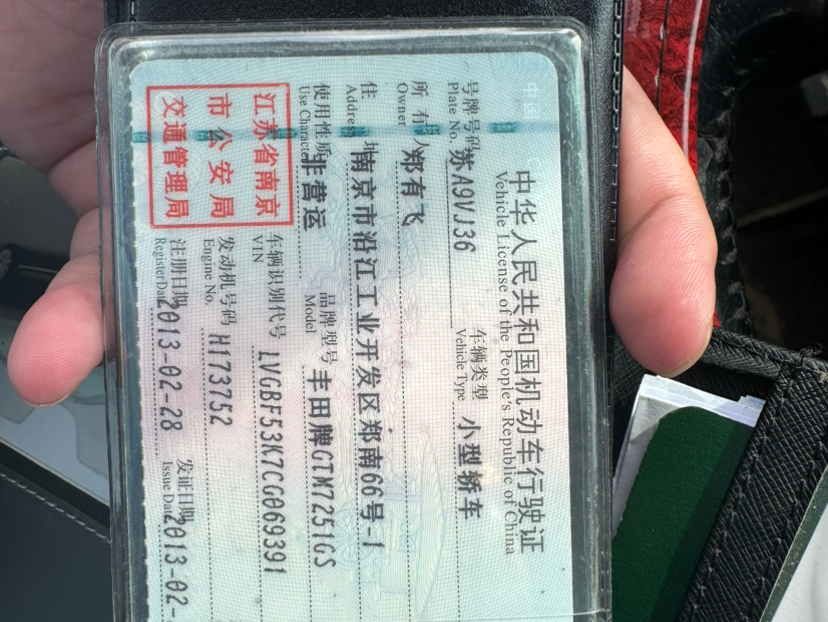 中华人民共和国机动车行驶证
Vehicle License of the People's Republic of China
号牌号码 苏A9VJ36 车辆类型 小型轿车
Plate No. Vehicle Type
所有人 郑有飞
Owner
住址 南京市沿江工业开发区郑南66号-1
Addre
使用性质 非营运 品牌型号 丰田牌GTM7251GS
Use Character Model
江苏省南京
市公安局
交通管理局
车辆识别代号 LVGBF53K7CG069391
VIN
发动机号码 H173752
Engine No.
注册日期 2013-02-28 发证日期 2013-02-
Register Da Issue Dat